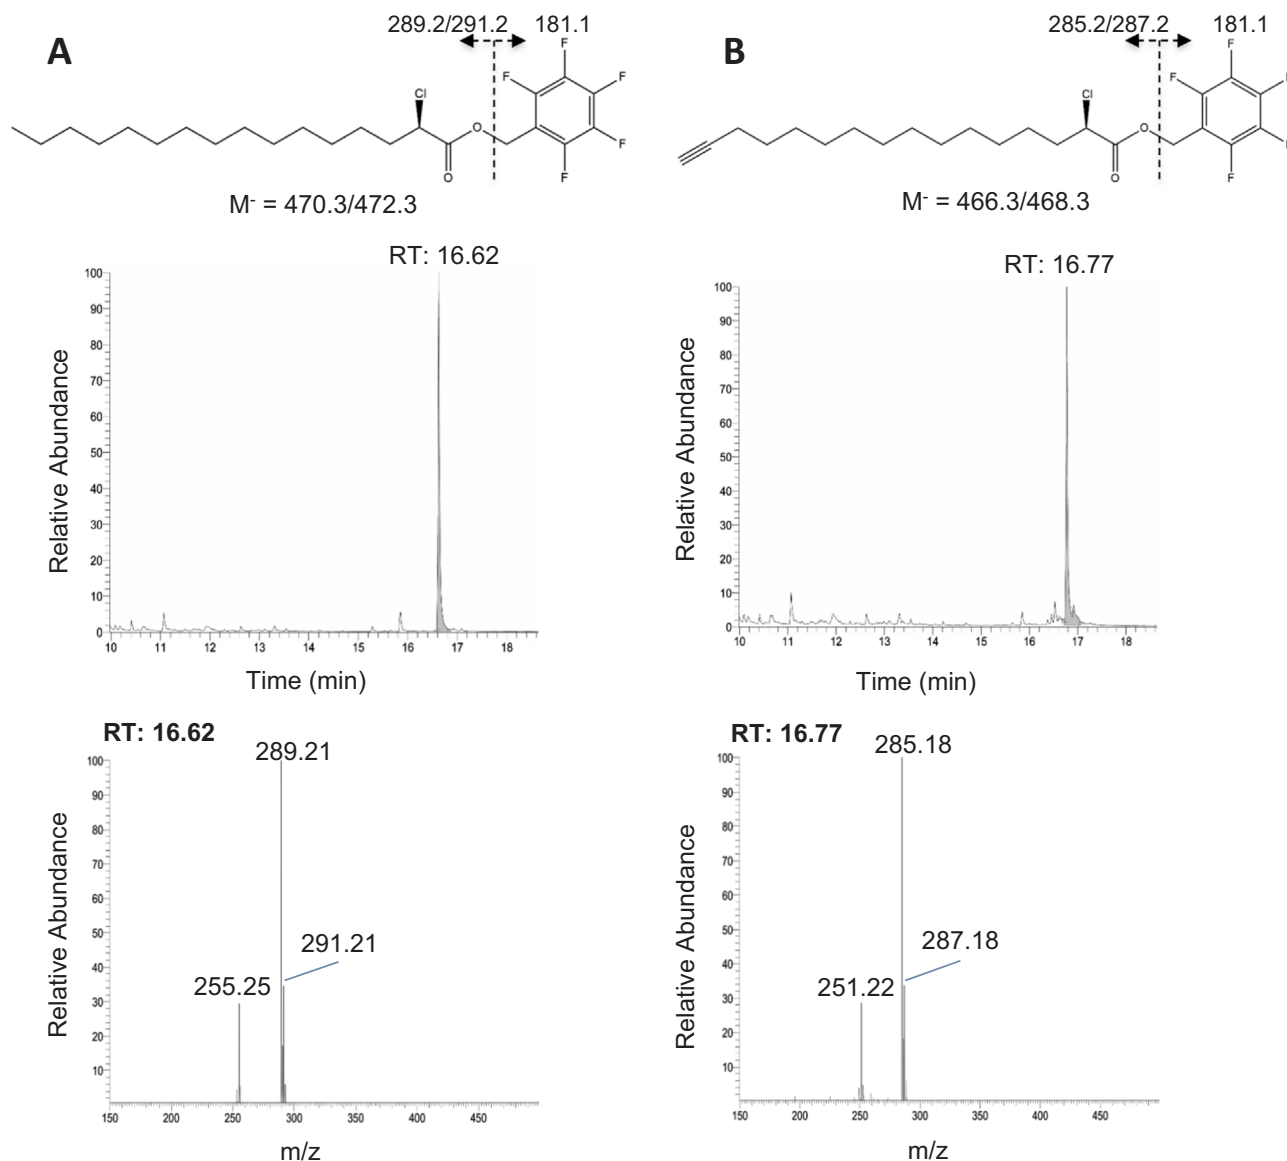 A
289.2/291.2 181.1
F
F
F
F
F
Cl
O
O
M- = 470.3/472.3
B
285.2/287.2 181.1
F
F
F
F
F
Cl
O
O
M- = 466.3/468.3
RT: 16.62
Relative Abundance
100
90
80
70
60
50
40
30
20
10
0
10 11 12 13 14 15 16 17 18
Time (min)
RT: 16.77
Relative Abundance
100
90
80
70
60
50
40
30
20
10
0
10 11 12 13 14 15 16 17 18
Time (min)
RT: 16.62
289.21
291.21
255.25
Relative Abundance
100
90
80
70
60
50
40
30
20
10
150 200 250 300 350 400 450
m/z
RT: 16.77
285.18
287.18
251.22
Relative Abundance
100
90
80
70
60
50
40
30
20
10
150 200 250 300 350 400 450
m/z